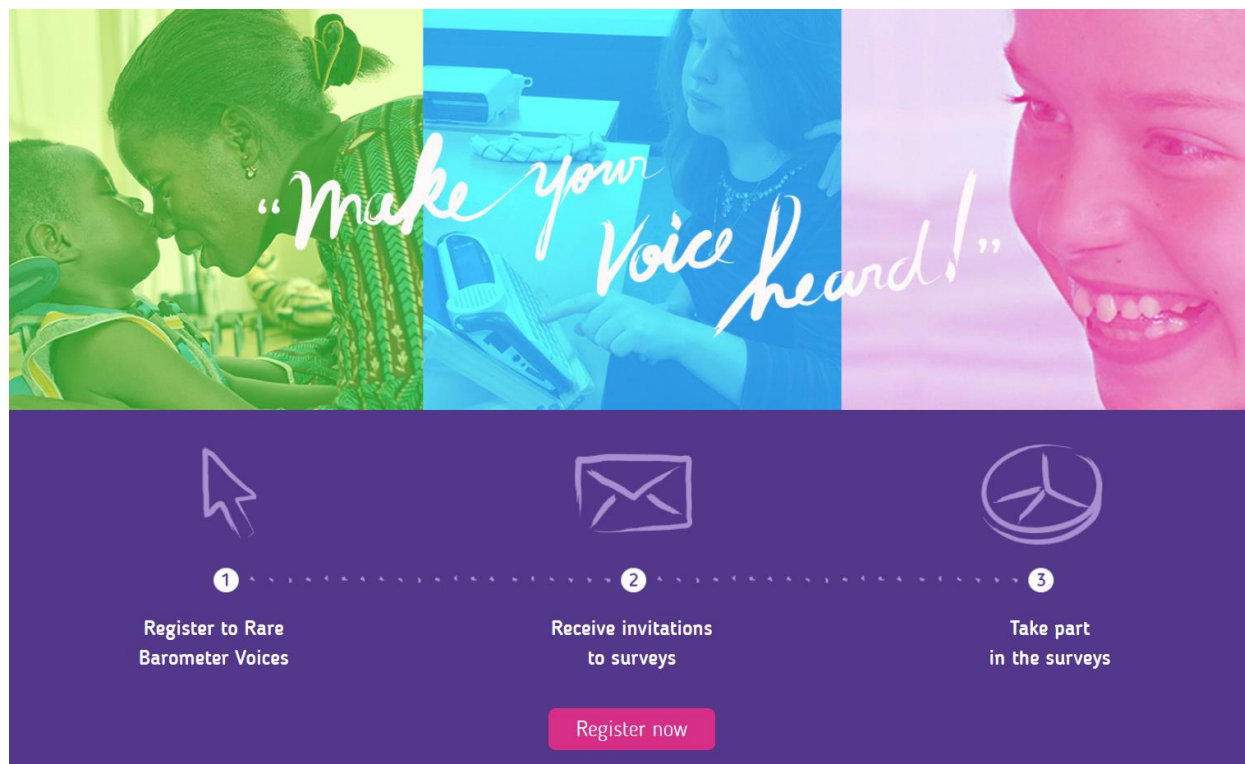 “Make your
Voice heard!”
1
2
3
Register to Rare
Barometer Voices
Receive invitations
to surveys
Take part
in the surveys
Register now